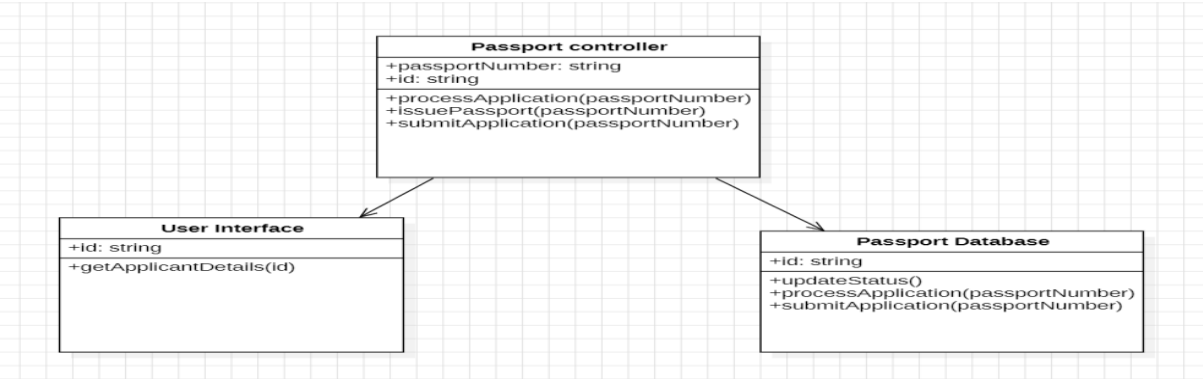 Passport controller
+passportNumber: string
+id: string
+processApplication(passportNumber)
+issuePassport(passportNumber)
+submitApplication(passportNumber)
User Interface
+id: string
+getApplicantDetails(id)
Passport Database
+id: string
+updateStatus()
+processApplication(passportNumber)
+submitApplication(passportNumber)